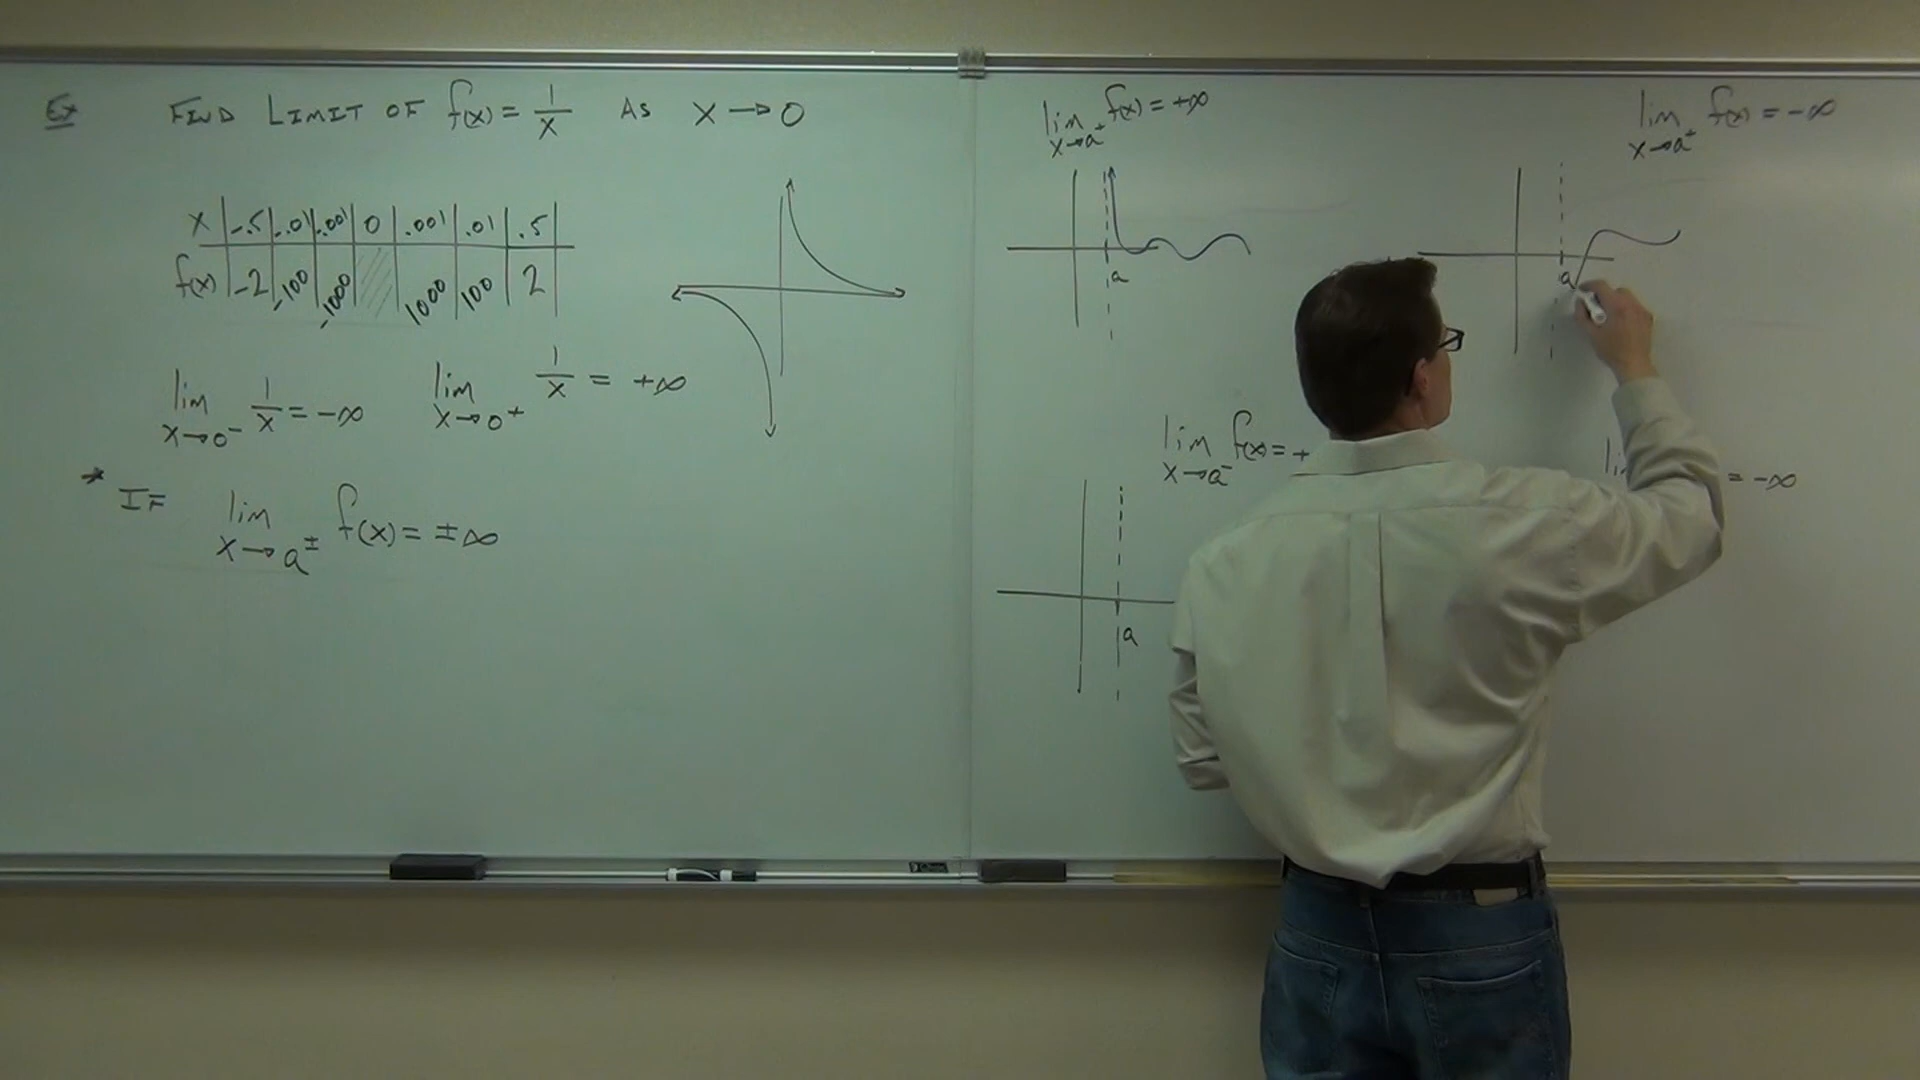 Ex FIND LIMIT OF f(x) = 1/x AS X → 0
X | -.5 | -.01 | -.001 | 0 | .001 | .01 | .5
f(x) | -2 | -100 | -1000 | | 1000 | 100 | 2
lim x→0⁻ 1/x = -∞
lim x→0⁺ 1/x = +∞
* IF lim x→a± f(x) = ±∞
lim x→a⁺ f(x) = +∞
a
lim x→a⁺ f(x) = -∞
a
lim x→a⁻ f(x) = +
a
= -∞